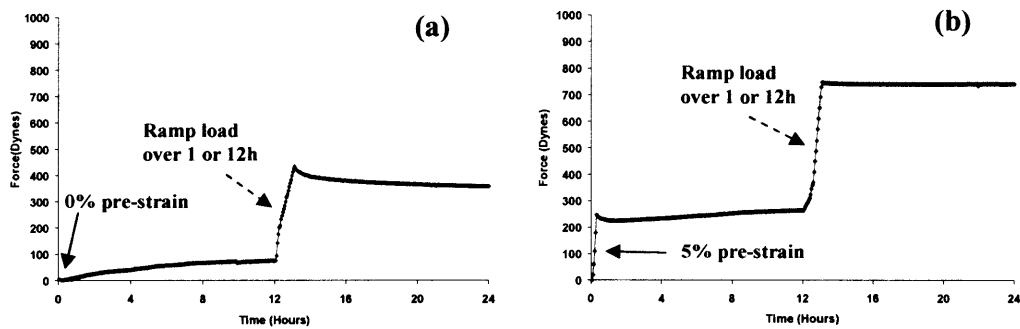 (a)
1000
900
800
700
600
500
400
300
200
100
0
Force(Dynes)
Ramp load
over 1 or 12h
0% pre-strain
0 4 8 12 16 20 24
Time (Hours)
(b)
1000
900
800
700
600
500
400
300
200
100
0
Force (Dynes)
Ramp load
over 1 or 12h
5% pre-strain
0 4 8 12 16 20 24
Time (Hours)